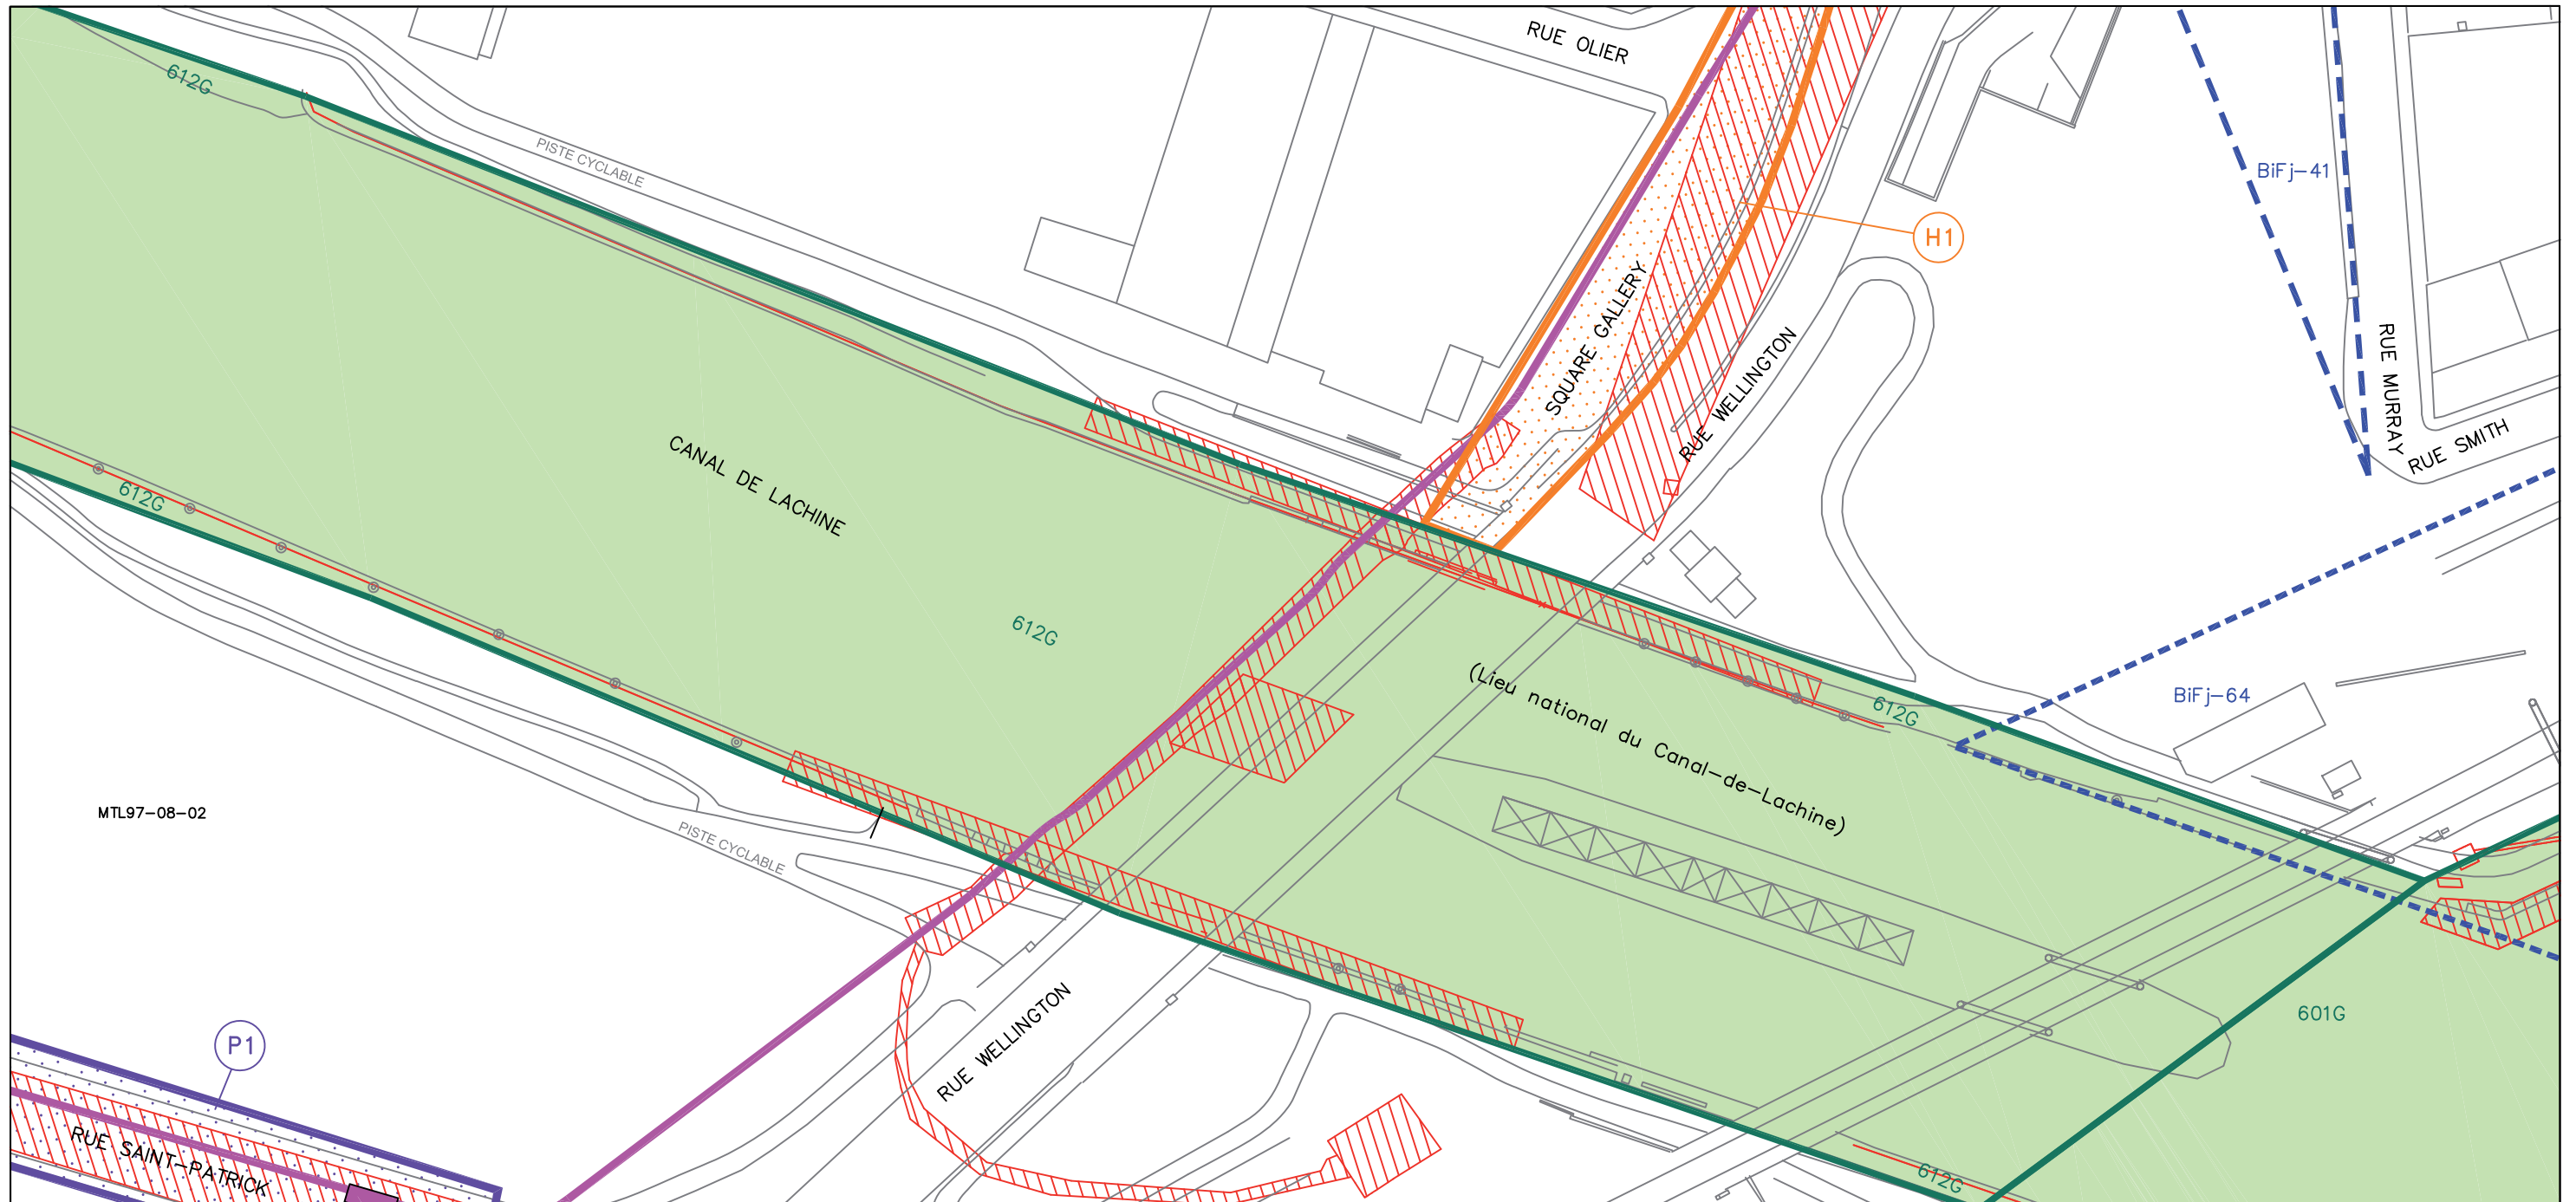 RUE OLIER
612G
PISTE CYCLABLE
BiFj-41
H1
SQUARE GALLERY
RUE WELLINGTON
RUE MURRAY
RUE SMITH
CANAL DE LACHINE
612G
612G
(Lieu national du Canal-de-Lachine)
BiFj-64
612G
MTL97-08-02
PISTE CYCLABLE
601G
RUE WELLINGTON
P1
RUE SAINT-PATRICK
612G